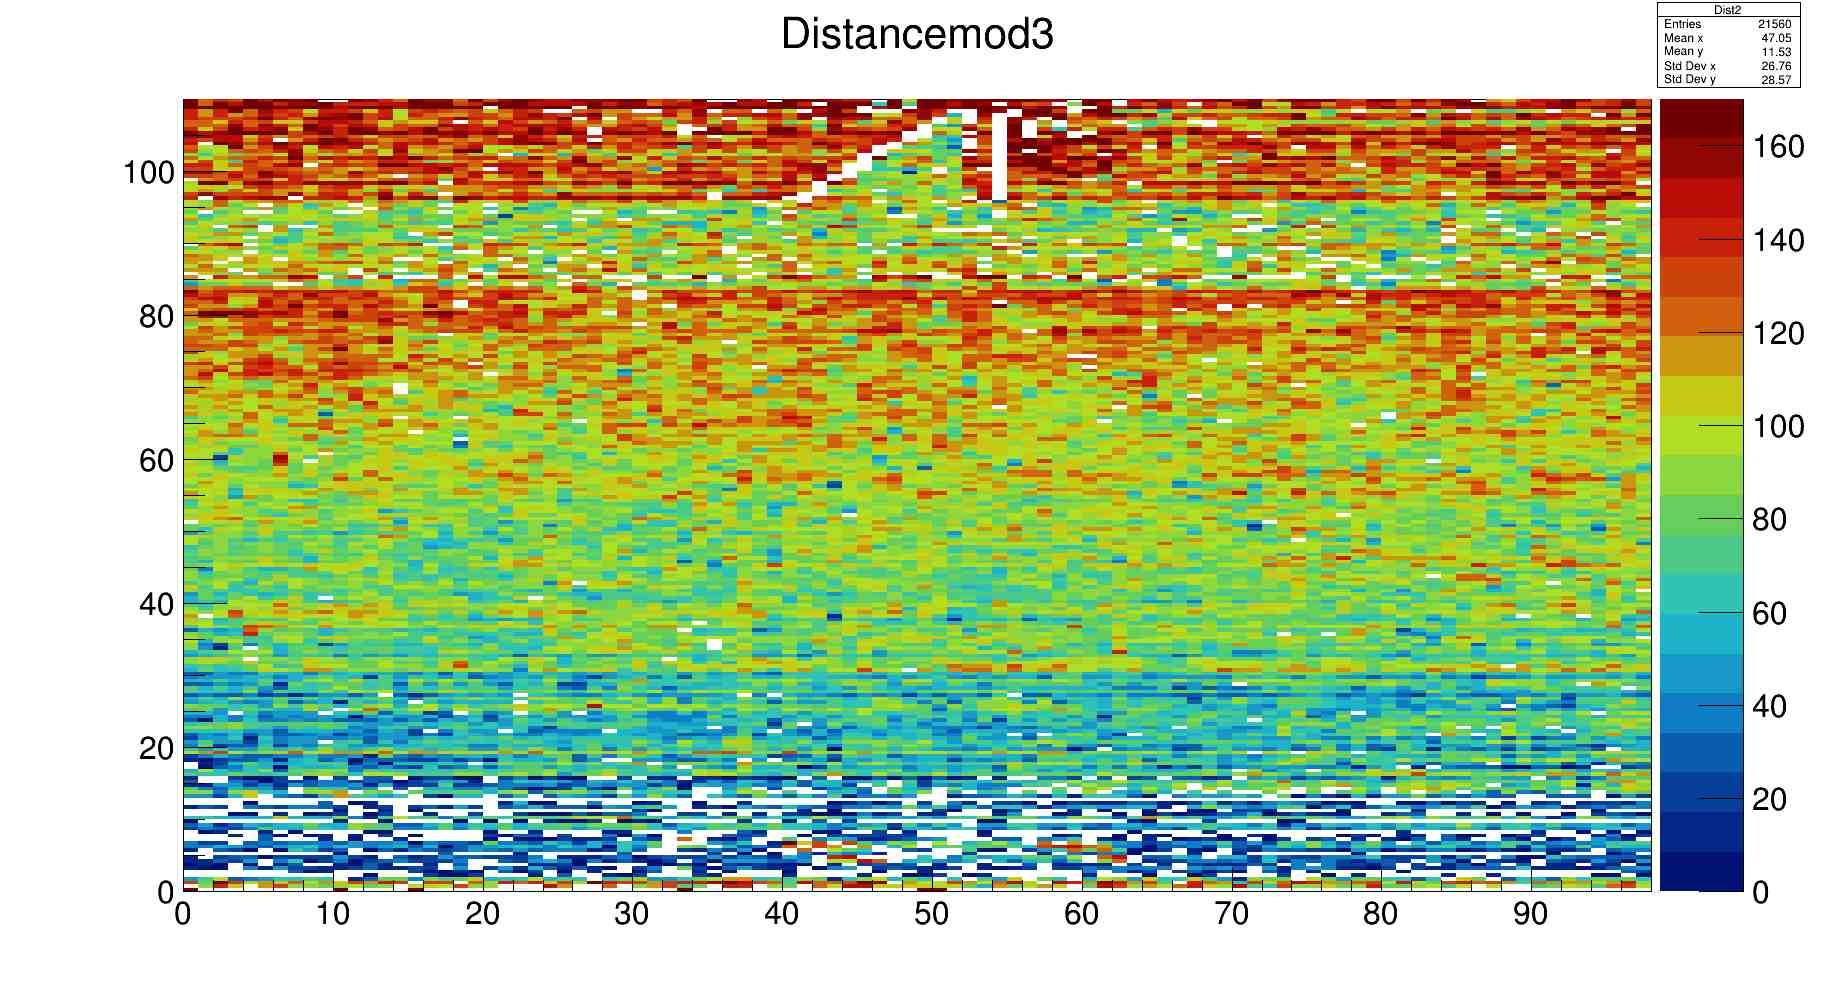 Distancemod3
Dist2
Entries 21560
Mean x 47.05
Mean y 11.53
Std Dev x 26.76
Std Dev y 28.57
100
80
60
40
20
0
0 10 20 30 40 50 60 70 80 90
160
140
120
100
80
60
40
20
0